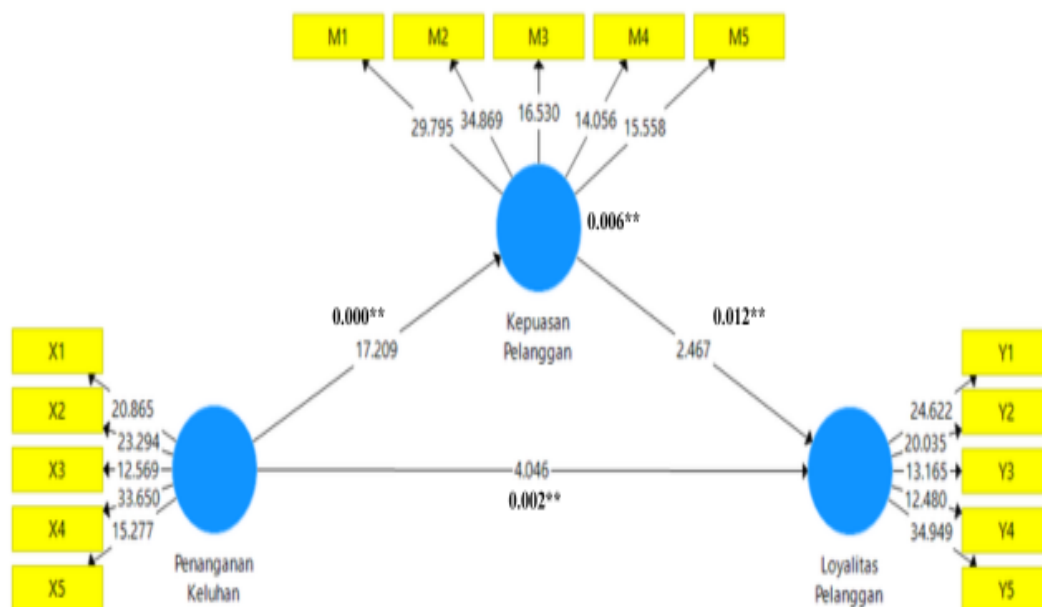 M1
M2
M3
M4
M5
29.795
34.869
16.530
14.056
15.558
0.006**
Kepuasan
Pelanggan
0.000**
17.209
0.012**
2.467
X1
X2
X3
X4
X5
20.865
23.294
12.569
33.650
15.277
Penanganan
Keluhan
4.046
0.002**
Y1
Y2
Y3
Y4
Y5
24.622
20.035
13.165
12.480
34.949
Loyalitas
Pelanggan